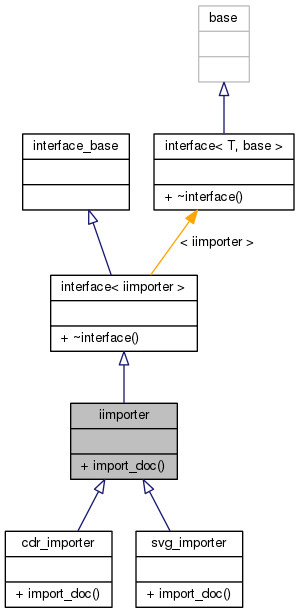 base
interface_base
interface< T, base >
+ ~interface()
< iimporter >
interface< iimporter >
+ ~interface()
iimporter
+ import_doc()
cdr_importer
svg_importer
+ import_doc()
+ import_doc()